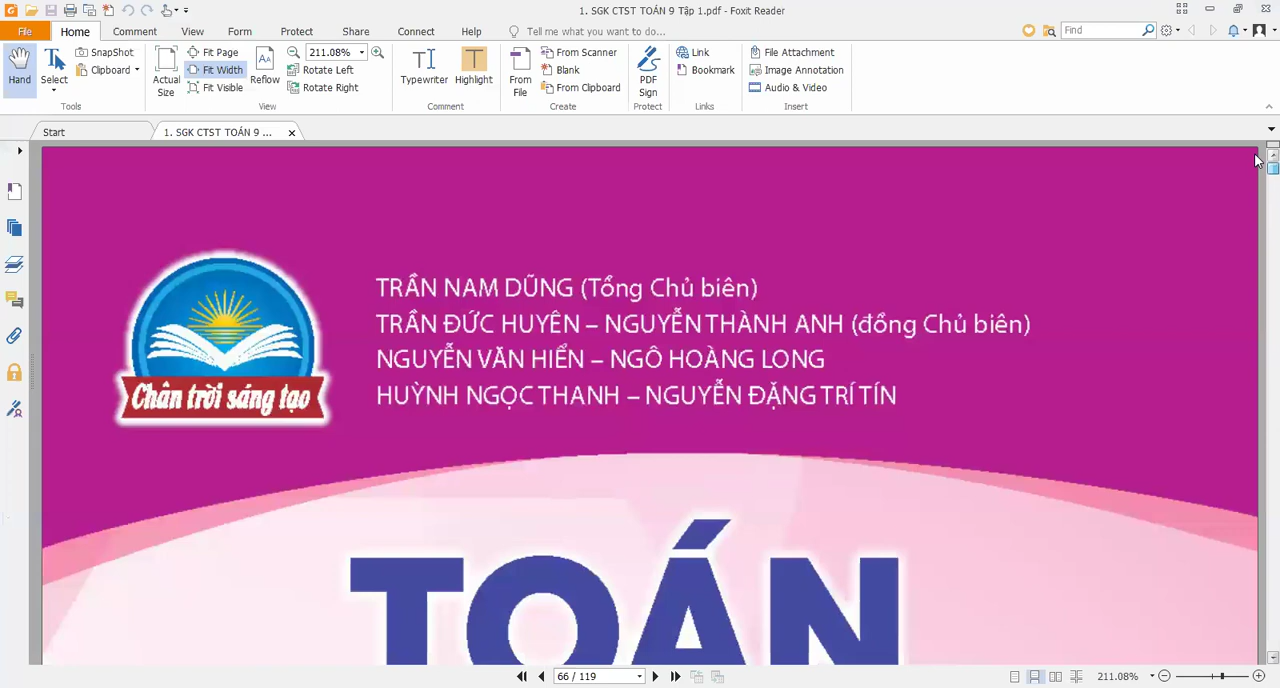 1. SGK CTST TOÁN 9 Tập 1.pdf - Foxit Reader
File Home Comment View Form Protect Share Connect Help Tell me what you want to do... Find
Hand
Select
SnapShot
Clipboard
Tools
Actual Size
Fit Page
Fit Width
Fit Visible
Reflow
211.08%
Rotate Left
Rotate Right
View
Typewriter
Highlight
Comment
From File
From Scanner
Blank
From Clipboard
Create
PDF Sign
Protect
Link
Bookmark
Links
File Attachment
Image Annotation
Audio & Video
Insert
Start
1. SGK CTST TOÁN 9 ...
Chân trời sáng tạo
TRẦN NAM DŨNG (Tổng Chủ biên)
TRẦN ĐỨC HUYÊN – NGUYỄN THÀNH ANH (đồng Chủ biên)
NGUYỄN VĂN HIỂN – NGÔ HOÀNG LONG
HUỲNH NGỌC THANH – NGUYỄN ĐẶNG TRÍ TÍN
TOÁN
66 / 119
211.08%